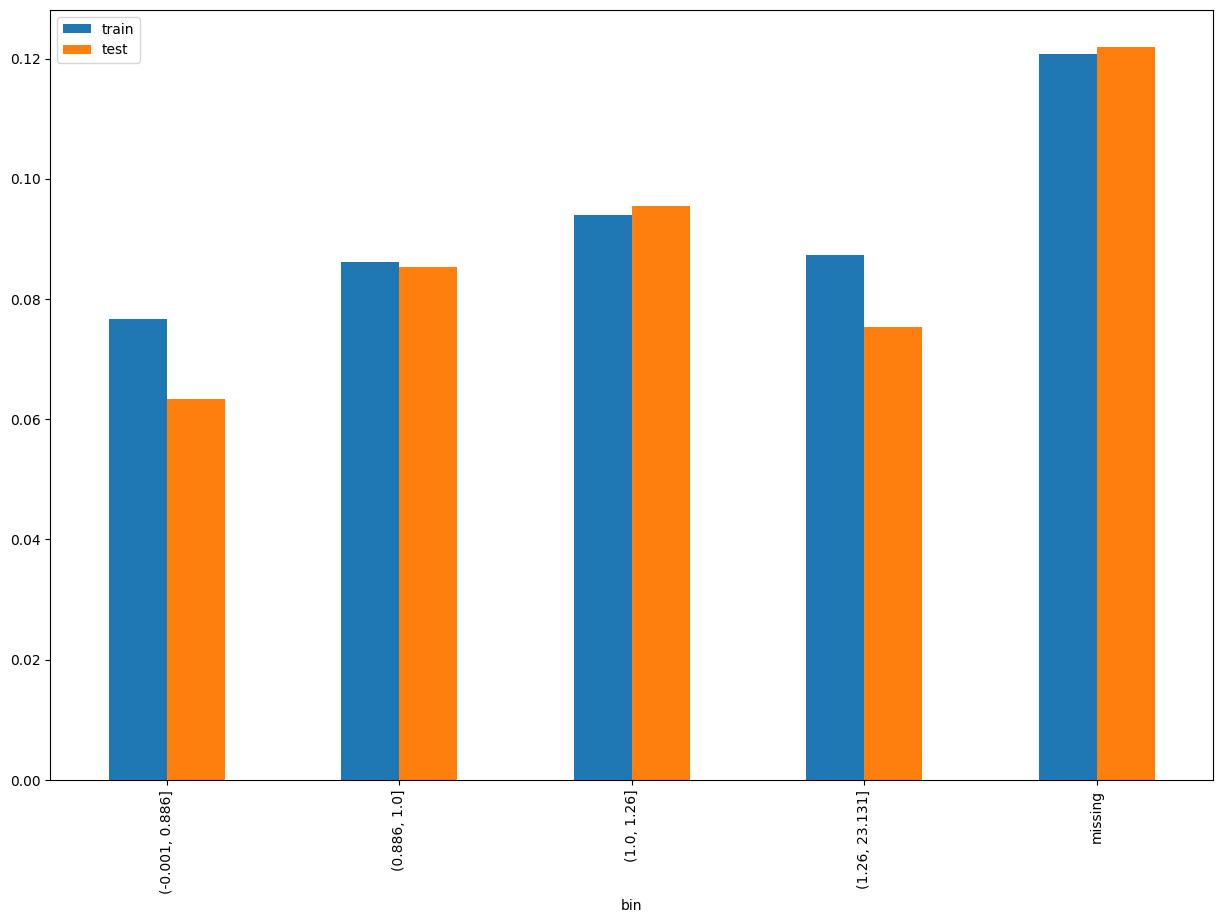 train
test
0.12
0.10
0.08
0.06
0.04
0.02
0.00
(-0.001, 0.886]
(0.886, 1.0]
(1.0, 1.26]
(1.26, 23.131]
missing
bin